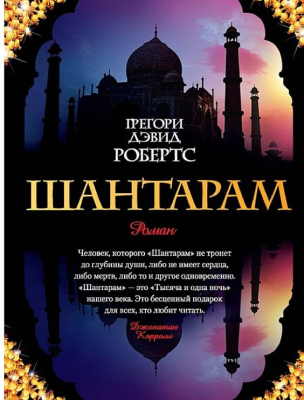 ГРЕГОРИ
ДЭВИД
РОБЕРТС
ШАНТАРАМ
Роман
Человек, которого «Шантарам» не тронет
до глубины души, либо не имеет сердца,
либо мертв, либо то и другое одновременно.
«Шантарам» — это «Тысяча и одна ночь»
нашего века. Это бесценный подарок
для всех, кто любит читать.
Джонатан
Кэрролл